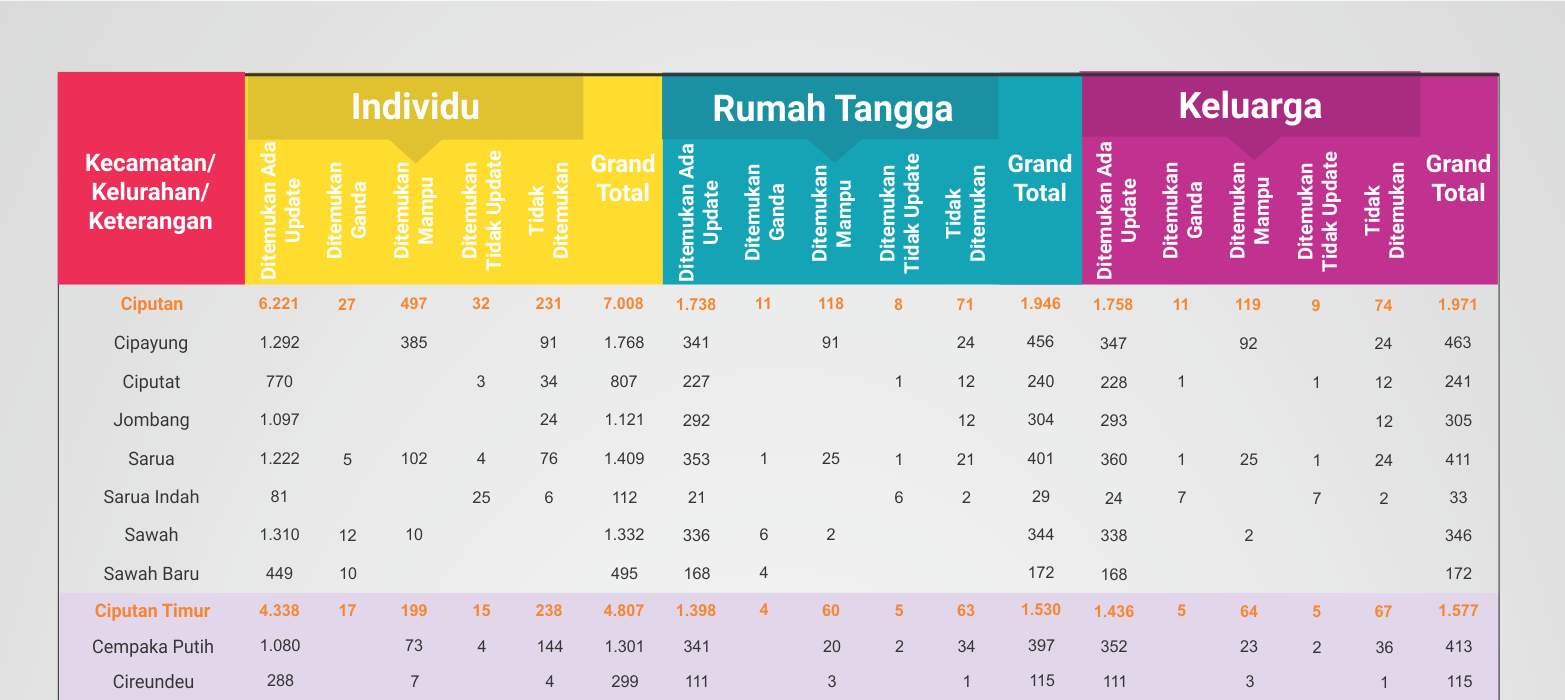 Individu Rumah Tangga Keluarga
Kecamatan/
Kelurahan/
Keterangan
Ditemukan Ada
Update
Ditemukan
Ganda
Ditemukan
Mampu
Ditemukan
Tidak Update
Tidak
Ditemukan
Grand
Total
Ditemukan Ada
Update
Ditemukan
Ganda
Ditemukan
Mampu
Ditemukan
Tidak Update
Tidak
Ditemukan
Grand
Total
Ditemukan Ada
Update
Ditemukan
Ganda
Ditemukan
Mampu
Ditemukan
Tidak Update
Tidak
Ditemukan
Grand
Total
Ciputan 6.221 27 497 32 231 7.008 1.738 11 118 8 71 1.946 1.758 11 119 9 74 1.971
Cipayung 1.292 385 91 1.768 341 91 24 456 347 92 24 463
Ciputat 770 3 34 807 227 1 12 240 228 1 1 12 241
Jombang 1.097 24 1.121 292 12 304 293 12 305
Sarua 1.222 5 102 4 76 1.409 353 1 25 1 21 401 360 1 25 1 24 411
Sarua Indah 81 25 6 112 21 6 2 29 24 7 7 2 33
Sawah 1.310 12 10 1.332 336 6 2 344 338 2 346
Sawah Baru 449 10 495 168 4 172 168 172
Ciputan Timur 4.338 17 199 15 238 4.807 1.398 4 60 5 63 1.530 1.436 5 64 5 67 1.577
Cempaka Putih 1.080 73 4 144 1.301 341 20 2 34 397 352 23 2 36 413
Cireundeu 288 7 4 299 111 3 1 115 111 3 1 115